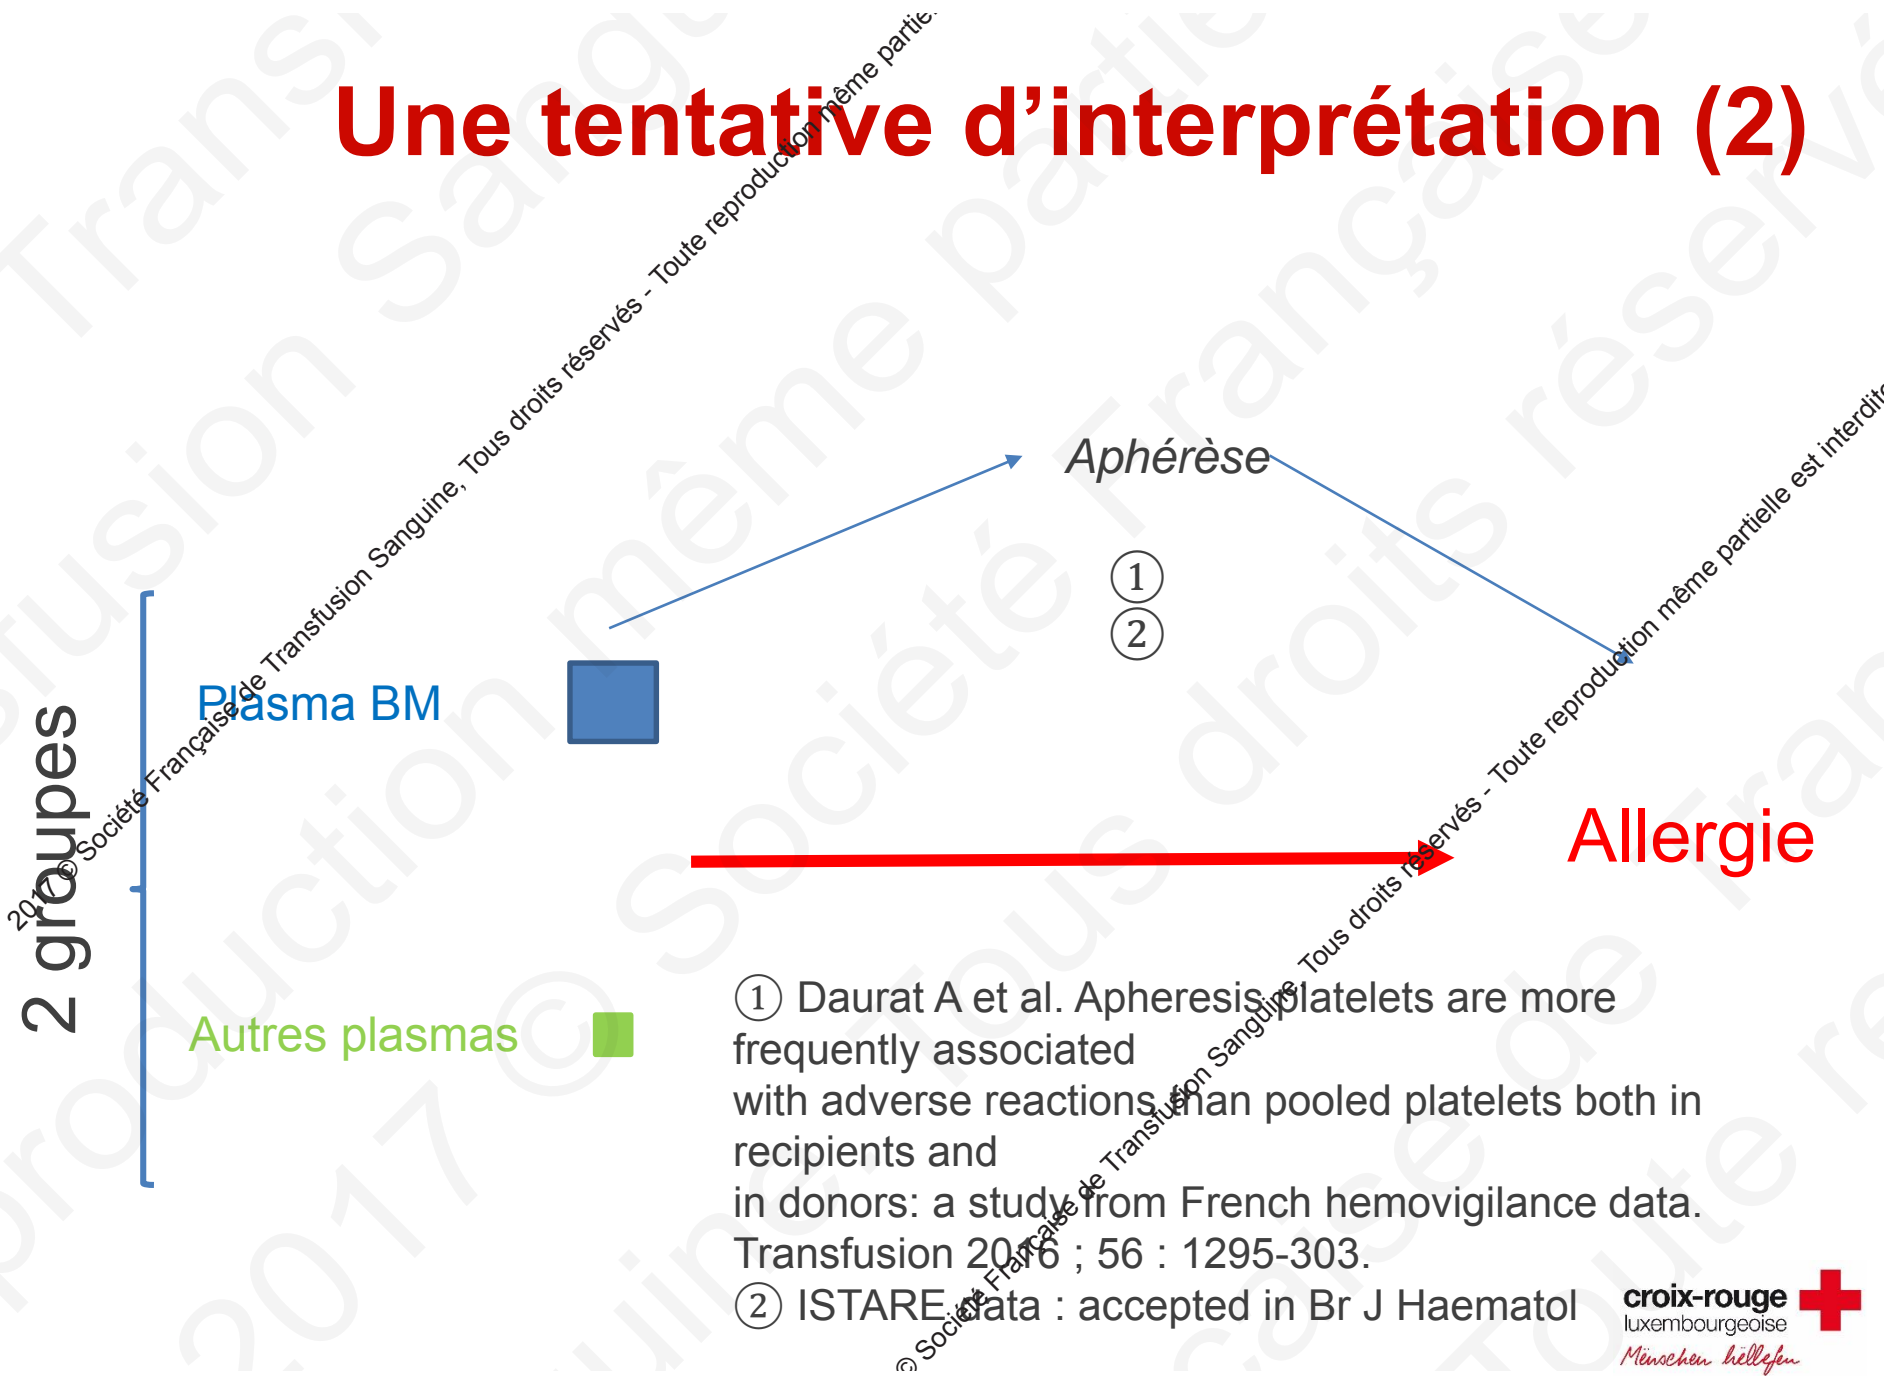 Une tentative d’interprétation (2)
Aphérèse
①
②
2 groupes
Plasma BM
Allergie
Autres plasmas
① Daurat A et al. Apheresis platelets are more
frequently associated
with adverse reactions than pooled platelets both in
recipients and
in donors: a study from French hemovigilance data.
Transfusion 2016 ; 56 : 1295-303.
② ISTARE data : accepted in Br J Haematol
croix-rouge
luxembourgeoise
Mënschen hëllefen
2017 © Société Française de Transfusion Sanguine, Tous droits réservés - Toute reproduction même partie
© Société Française de Transfusion Sanguine, Tous droits réservés - Toute reproduction même partielle est interdite